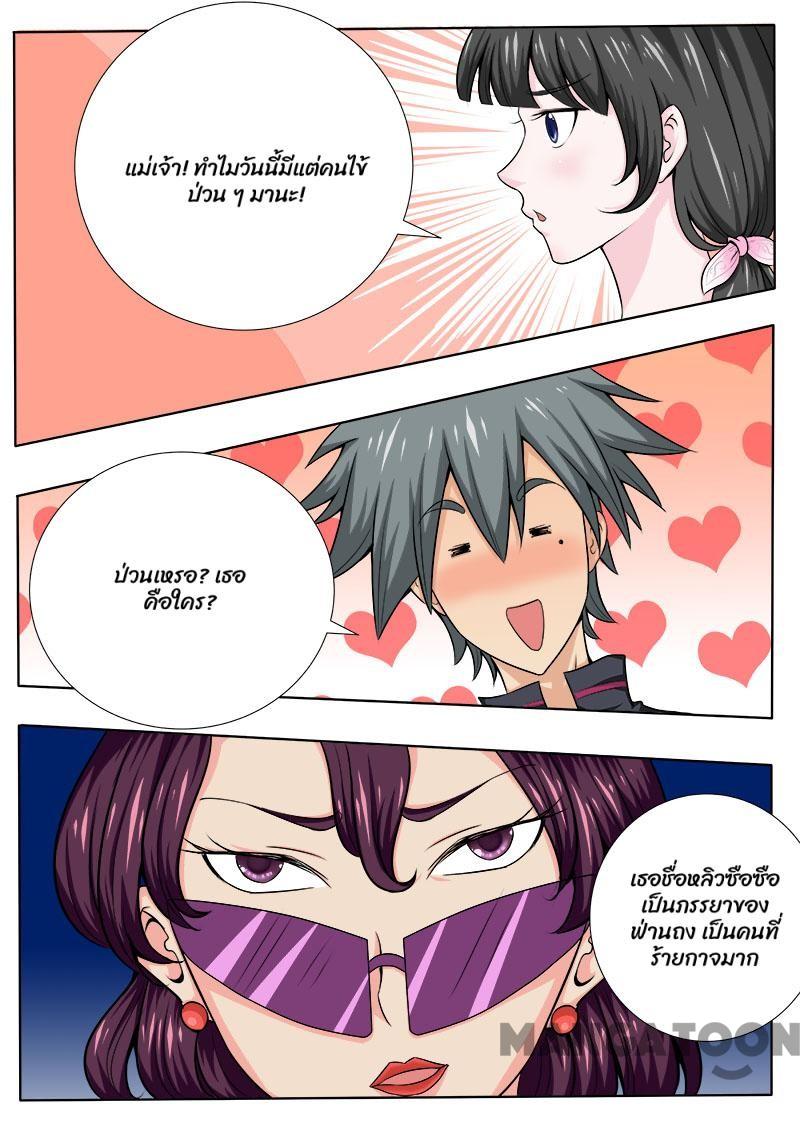 แม่เจ้า! ทำไมวันนี้มีแต่คนไข้
ป่วน ๆ มานะ!
ป่วนเหรอ? เธอ
คือใคร?
เธอชื่อหลิวซือซือ
เป็นภรรยาของ
ฟ่านถง เป็นคนที่
ร้ายกาจมาก
MANGATOON